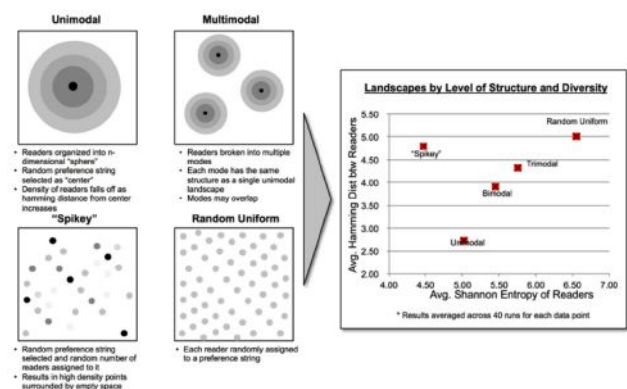 Unimodal
• Readers organized into n-
dimensional "sphere"
• Random preference string
selected as "center"
• Density of readers falls off as
hamming distance from center
increases
Multimodal
• Readers broken into multiple
modes
• Each mode has the same
structure as a single unimodal
landscape
• Modes may overlap
"Spikey"
• Random preference string
selected and random number of
readers assigned to it
• Results in high density points
surrounded by empty space
Random Uniform
• Each reader randomly assigned
to a preference string
Landscapes by Level of Structure and Diversity
Avg. Hamming Dist btw Readers
5.50
5.00
4.50
4.00
3.50
3.00
2.50
2.00
Random Uniform
"Spikey"
Trimodal
Bimodal
Unimodal
4.00 4.50 5.00 5.50 6.00 6.50 7.00
Avg. Shannon Entropy of Readers
* Results averaged across 40 runs for each data point